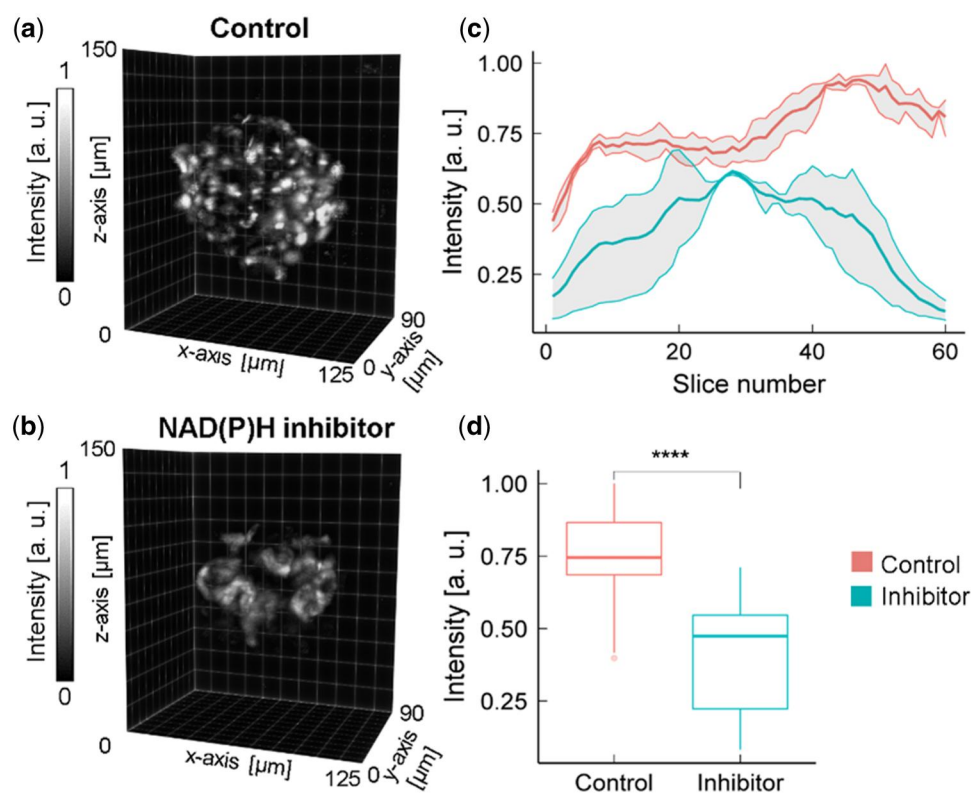 (a)
Control
150
1
Intensity [a. u.]
z-axis [µm]
0
0
x-axis [µm]
125
0
y-axis
[µm]
90
(b)
NAD(P)H inhibitor
150
1
Intensity [a. u.]
z-axis [µm]
0
0
x-axis [µm]
125
0
y-axis
[µm]
90
(c)
1.00
0.75
0.50
0.25
Intensity [a. u.]
0
20
40
60
Slice number
(d)
****
1.00
0.75
0.50
0.25
Intensity [a. u.]
Control
Inhibitor
Control
Inhibitor